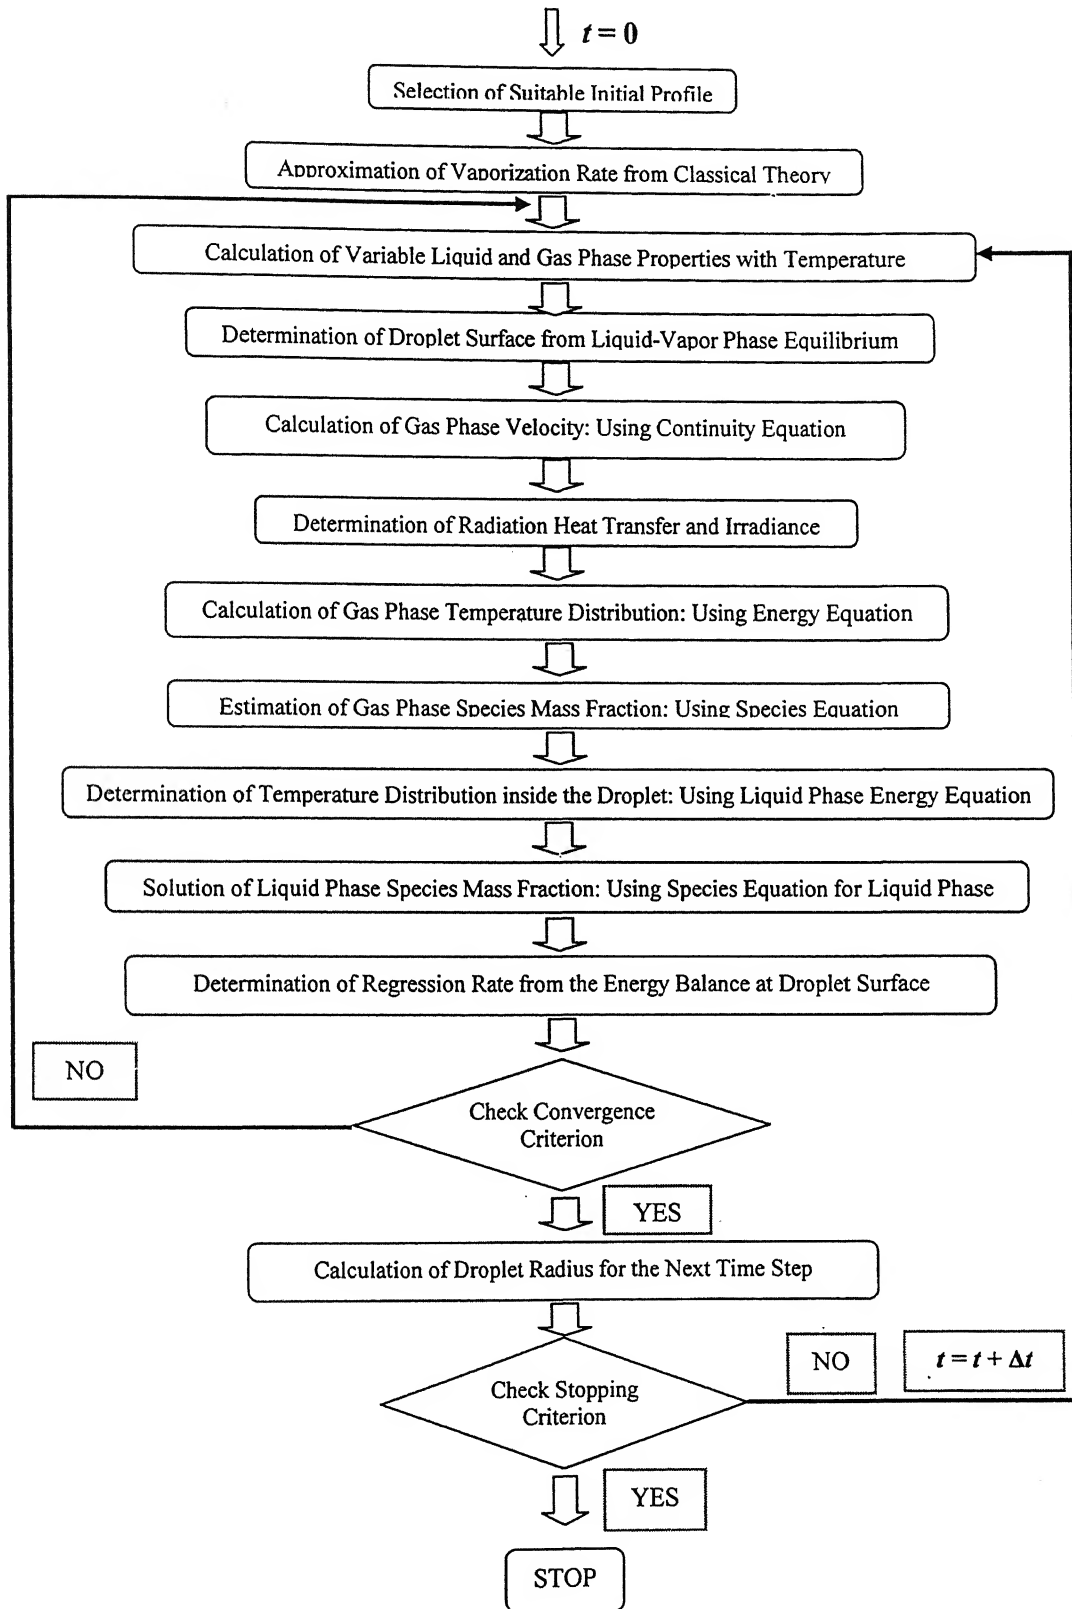 t = 0
Selection of Suitable Initial Profile
Approximation of Vaporization Rate from Classical Theory
Calculation of Variable Liquid and Gas Phase Properties with Temperature
Determination of Droplet Surface from Liquid-Vapor Phase Equilibrium
Calculation of Gas Phase Velocity: Using Continuity Equation
Determination of Radiation Heat Transfer and Irradiance
Calculation of Gas Phase Temperature Distribution: Using Energy Equation
Estimation of Gas Phase Species Mass Fraction: Using Species Equation
Determination of Temperature Distribution inside the Droplet: Using Liquid Phase Energy Equation
Solution of Liquid Phase Species Mass Fraction: Using Species Equation for Liquid Phase
Determination of Regression Rate from the Energy Balance at Droplet Surface
NO
Check Convergence
Criterion
YES
Calculation of Droplet Radius for the Next Time Step
NO
t = t + Δt
Check Stopping
Criterion
YES
STOP